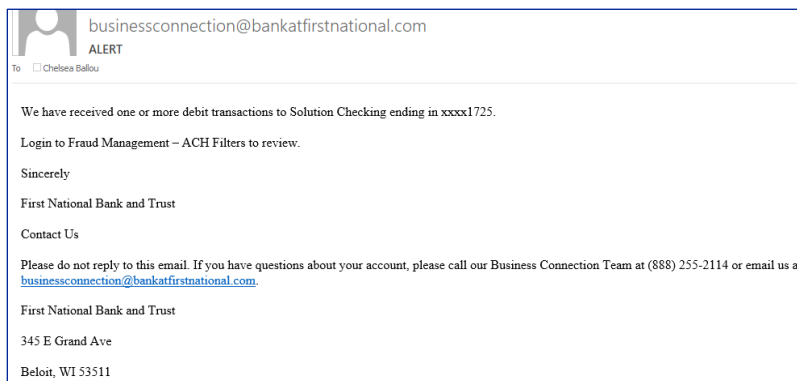 businessconnection@bankatfirstnational.com
ALERT
To Chelsea Ballou
We have received one or more debit transactions to Solution Checking ending in xxxx1725.
Login to Fraud Management – ACH Filters to review.
Sincerely
First National Bank and Trust
Contact Us
Please do not reply to this email. If you have questions about your account, please call our Business Connection Team at (888) 255-2114 or email us a
businessconnection@bankatfirstnational.com.
First National Bank and Trust
345 E Grand Ave
Beloit, WI 53511